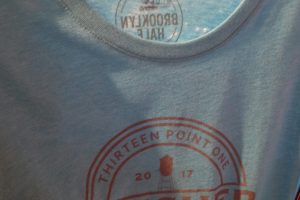 BROOKLYN
HALF
THIRTEEN POINT ONE
20 17